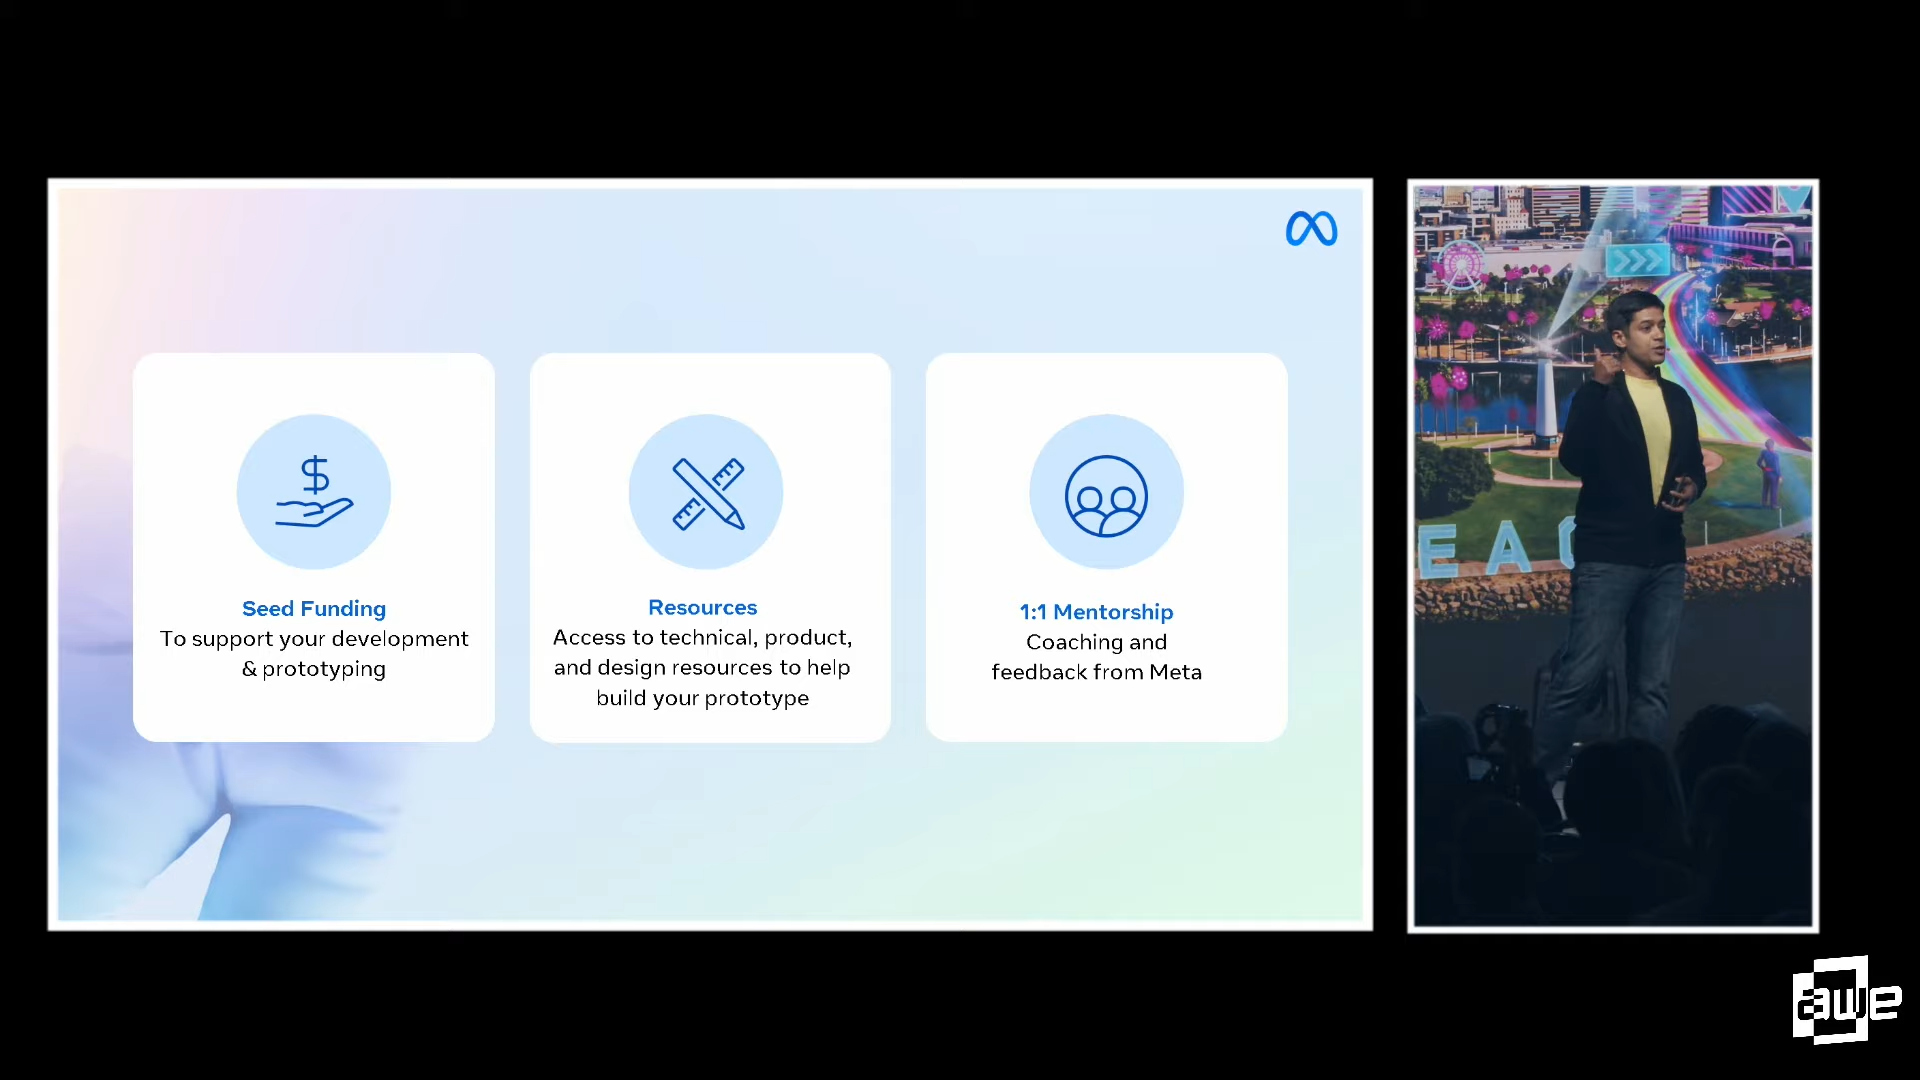 Seed Funding
To support your development
& prototyping
Resources
Access to technical, product,
and design resources to help
build your prototype
1:1 Mentorship
Coaching and
feedback from Meta
EAC
awe